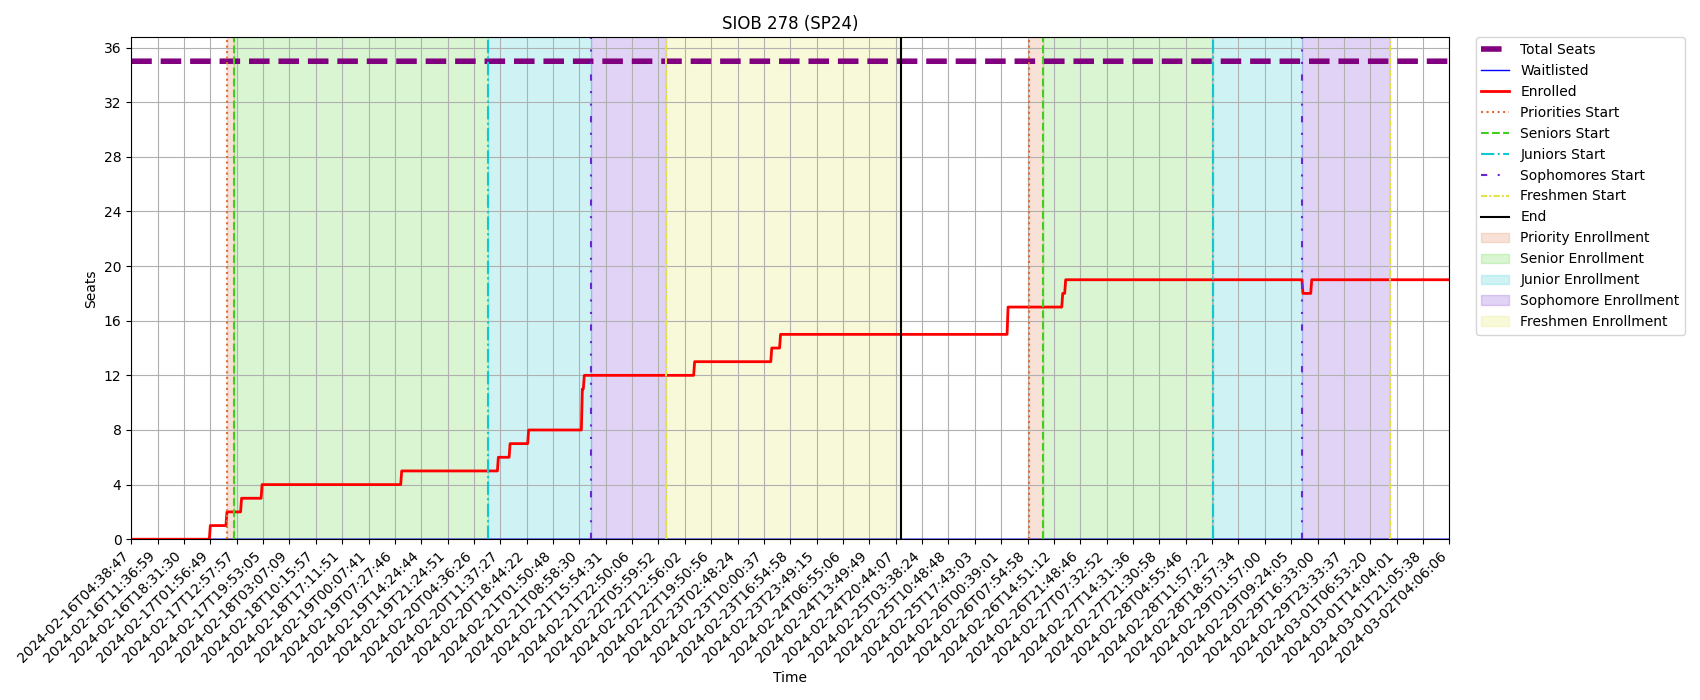 SIOB 278 (SP24)
36
32
28
24
20
16
12
8
4
0
Seats
2024-02-16T04:38:47
2024-02-16T11:36:59
2024-02-16T18:31:30
2024-02-17T01:56:49
2024-02-17T12:57:57
2024-02-17T19:53:05
2024-02-18T03:07:09
2024-02-18T10:15:57
2024-02-18T17:11:51
2024-02-19T00:07:41
2024-02-19T07:27:46
2024-02-19T14:24:44
2024-02-19T21:24:51
2024-02-20T04:36:26
2024-02-20T11:37:27
2024-02-20T18:44:22
2024-02-21T01:50:48
2024-02-21T08:58:30
2024-02-21T15:54:31
2024-02-21T22:50:06
2024-02-22T05:59:52
2024-02-22T12:56:02
2024-02-22T19:50:56
2024-02-23T02:48:24
2024-02-23T10:00:37
2024-02-23T16:54:58
2024-02-23T23:49:15
2024-02-24T06:55:06
2024-02-24T13:49:49
2024-02-24T20:44:07
2024-02-25T03:38:24
2024-02-25T10:48:48
2024-02-25T17:43:03
2024-02-26T00:39:01
2024-02-26T07:54:58
2024-02-26T14:51:12
2024-02-26T21:48:46
2024-02-27T07:32:52
2024-02-27T14:31:36
2024-02-27T21:30:58
2024-02-28T04:55:46
2024-02-28T11:57:22
2024-02-28T18:57:34
2024-02-29T01:57:00
2024-02-29T09:24:05
2024-02-29T16:33:00
2024-02-29T23:33:37
2024-03-01T06:53:20
2024-03-01T14:04:01
2024-03-01T21:05:38
2024-03-02T04:06:06
Time
Total Seats
Waitlisted
Enrolled
Priorities Start
Seniors Start
Juniors Start
Sophomores Start
Freshmen Start
End
Priority Enrollment
Senior Enrollment
Junior Enrollment
Sophomore Enrollment
Freshmen Enrollment